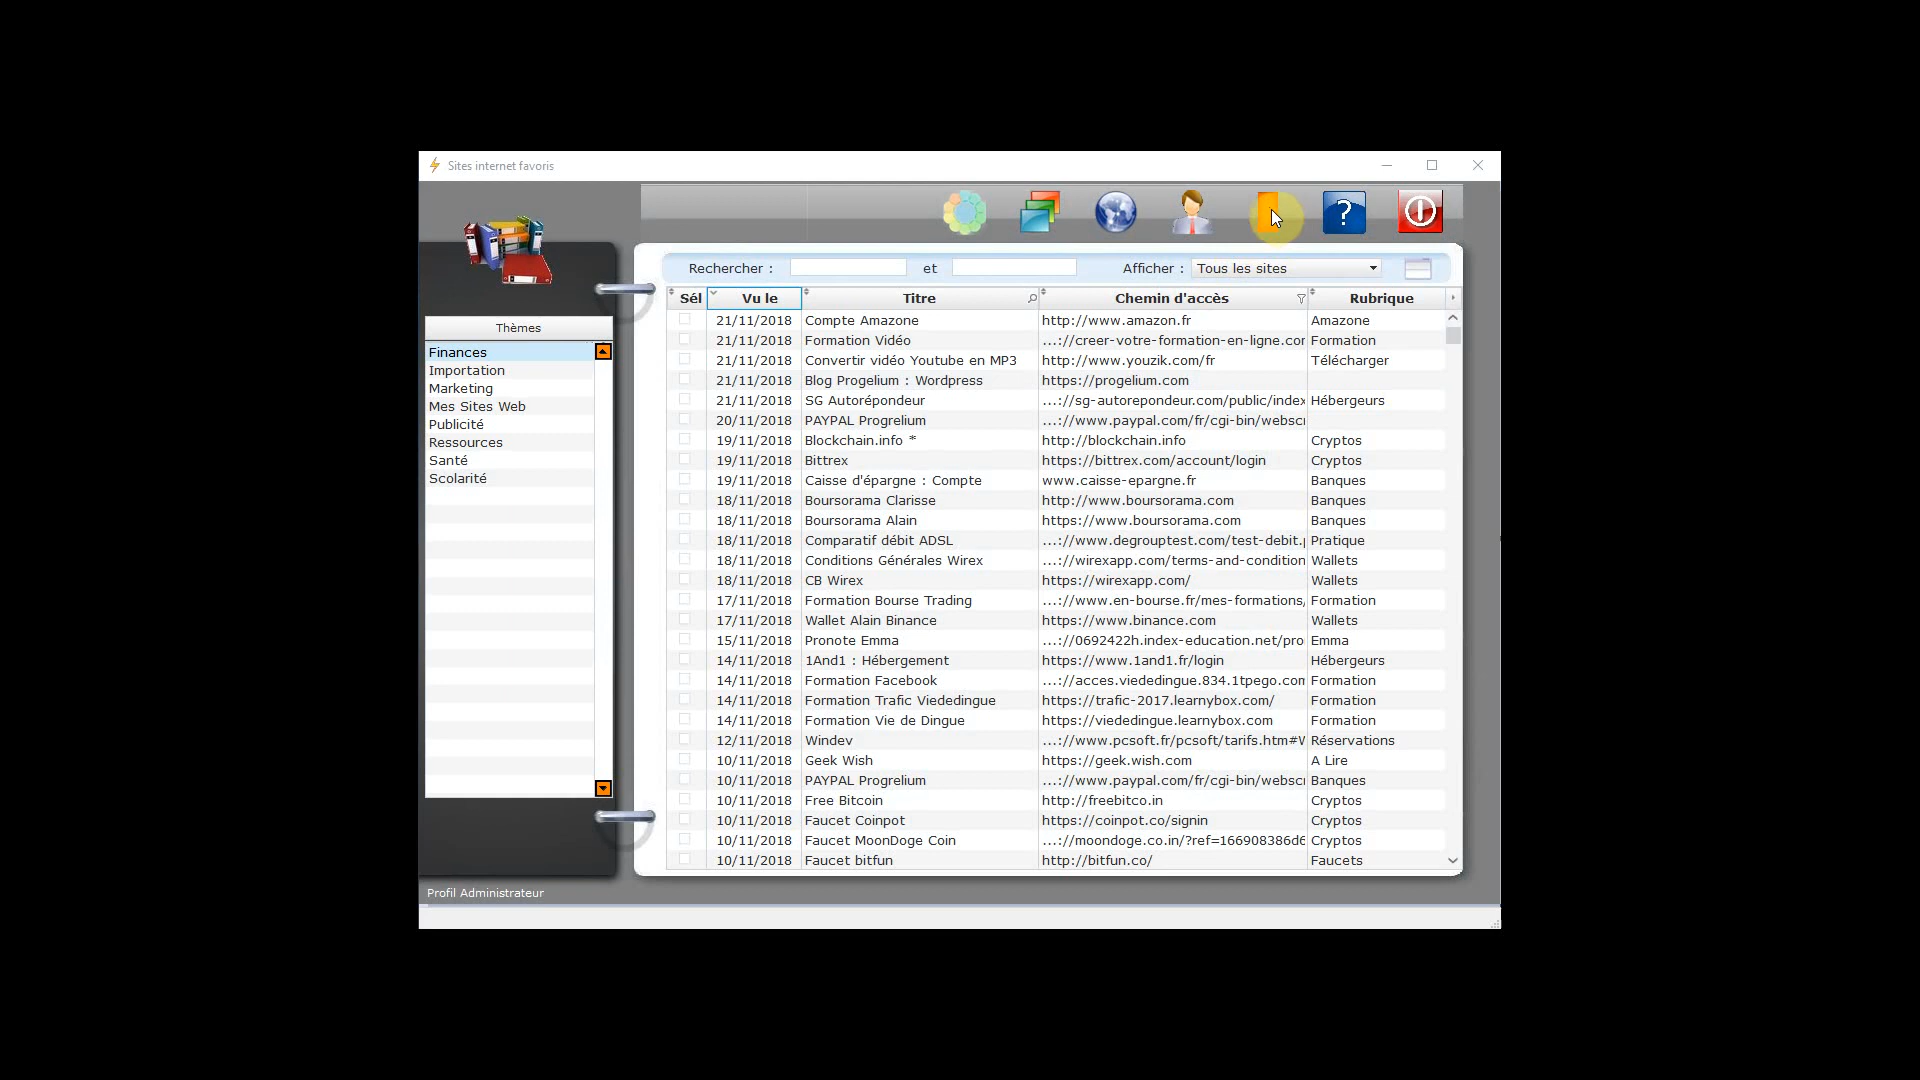 Sites internet favoris
?
Rechercher : et Afficher : Tous les sites
Thèmes
Finances
Importation
Marketing
Mes Sites Web
Publicité
Ressources
Santé
Scolarité
Sél Vu le Titre Chemin d'accès Rubrique
21/11/2018 Compte Amazone http://www.amazon.fr Amazone
21/11/2018 Formation Vidéo ...://creer-votre-formation-en-ligne.com Formation
21/11/2018 Convertir vidéo Youtube en MP3 http://www.youzik.com/fr Télécharger
21/11/2018 Blog Progelium : Wordpress https://progelium.com
21/11/2018 SG Autorépondeur ...://sg-autorepondeur.com/public/index Hébergeurs
20/11/2018 PAYPAL Progrelium ...://www.paypal.com/fr/cgi-bin/websc
19/11/2018 Blockchain.info * http://blockchain.info Cryptos
19/11/2018 Bittrex https://bittrex.com/account/login Cryptos
19/11/2018 Caisse d'épargne : Compte www.caisse-epargne.fr Banques
18/11/2018 Boursorama Clarisse http://www.boursorama.com Banques
18/11/2018 Boursorama Alain https://www.boursorama.com Banques
18/11/2018 Comparatif débit ADSL ...://www.degrouptest.com/test-debit.p Pratique
18/11/2018 Conditions Générales Wirex ...://wirexapp.com/terms-and-condition Wallets
18/11/2018 CB Wirex https://wirexapp.com/ Wallets
17/11/2018 Formation Bourse Trading ...://www.en-bourse.fr/mes-formations/ Formation
17/11/2018 Wallet Alain Binance https://www.binance.com Wallets
15/11/2018 Pronote Emma ...://0692422h.index-education.net/pro Emma
14/11/2018 1And1 : Hébergement https://www.1and1.fr/login Hébergeurs
14/11/2018 Formation Facebook ...://acces.viededingue.834.1tpego.com Formation
14/11/2018 Formation Trafic Viededingue https://trafic-2017.learnybox.com/ Formation
14/11/2018 Formation Vie de Dingue https://viededingue.learnybox.com Formation
12/11/2018 Windev ...://www.pcsoft.fr/pcsoft/tarifs.htm#W Réservations
10/11/2018 Geek Wish https://geek.wish.com A Lire
10/11/2018 PAYPAL Progrelium ...://www.paypal.com/fr/cgi-bin/websc Banques
10/11/2018 Free Bitcoin http://freebitco.in Cryptos
10/11/2018 Faucet Coinpot https://coinpot.co/signin Cryptos
10/11/2018 Faucet MoonDoge Coin ...://moondoge.co.in/?ref=166908386d6 Cryptos
10/11/2018 Faucet bitfun http://bitfun.co/ Faucets
Profil Administrateur